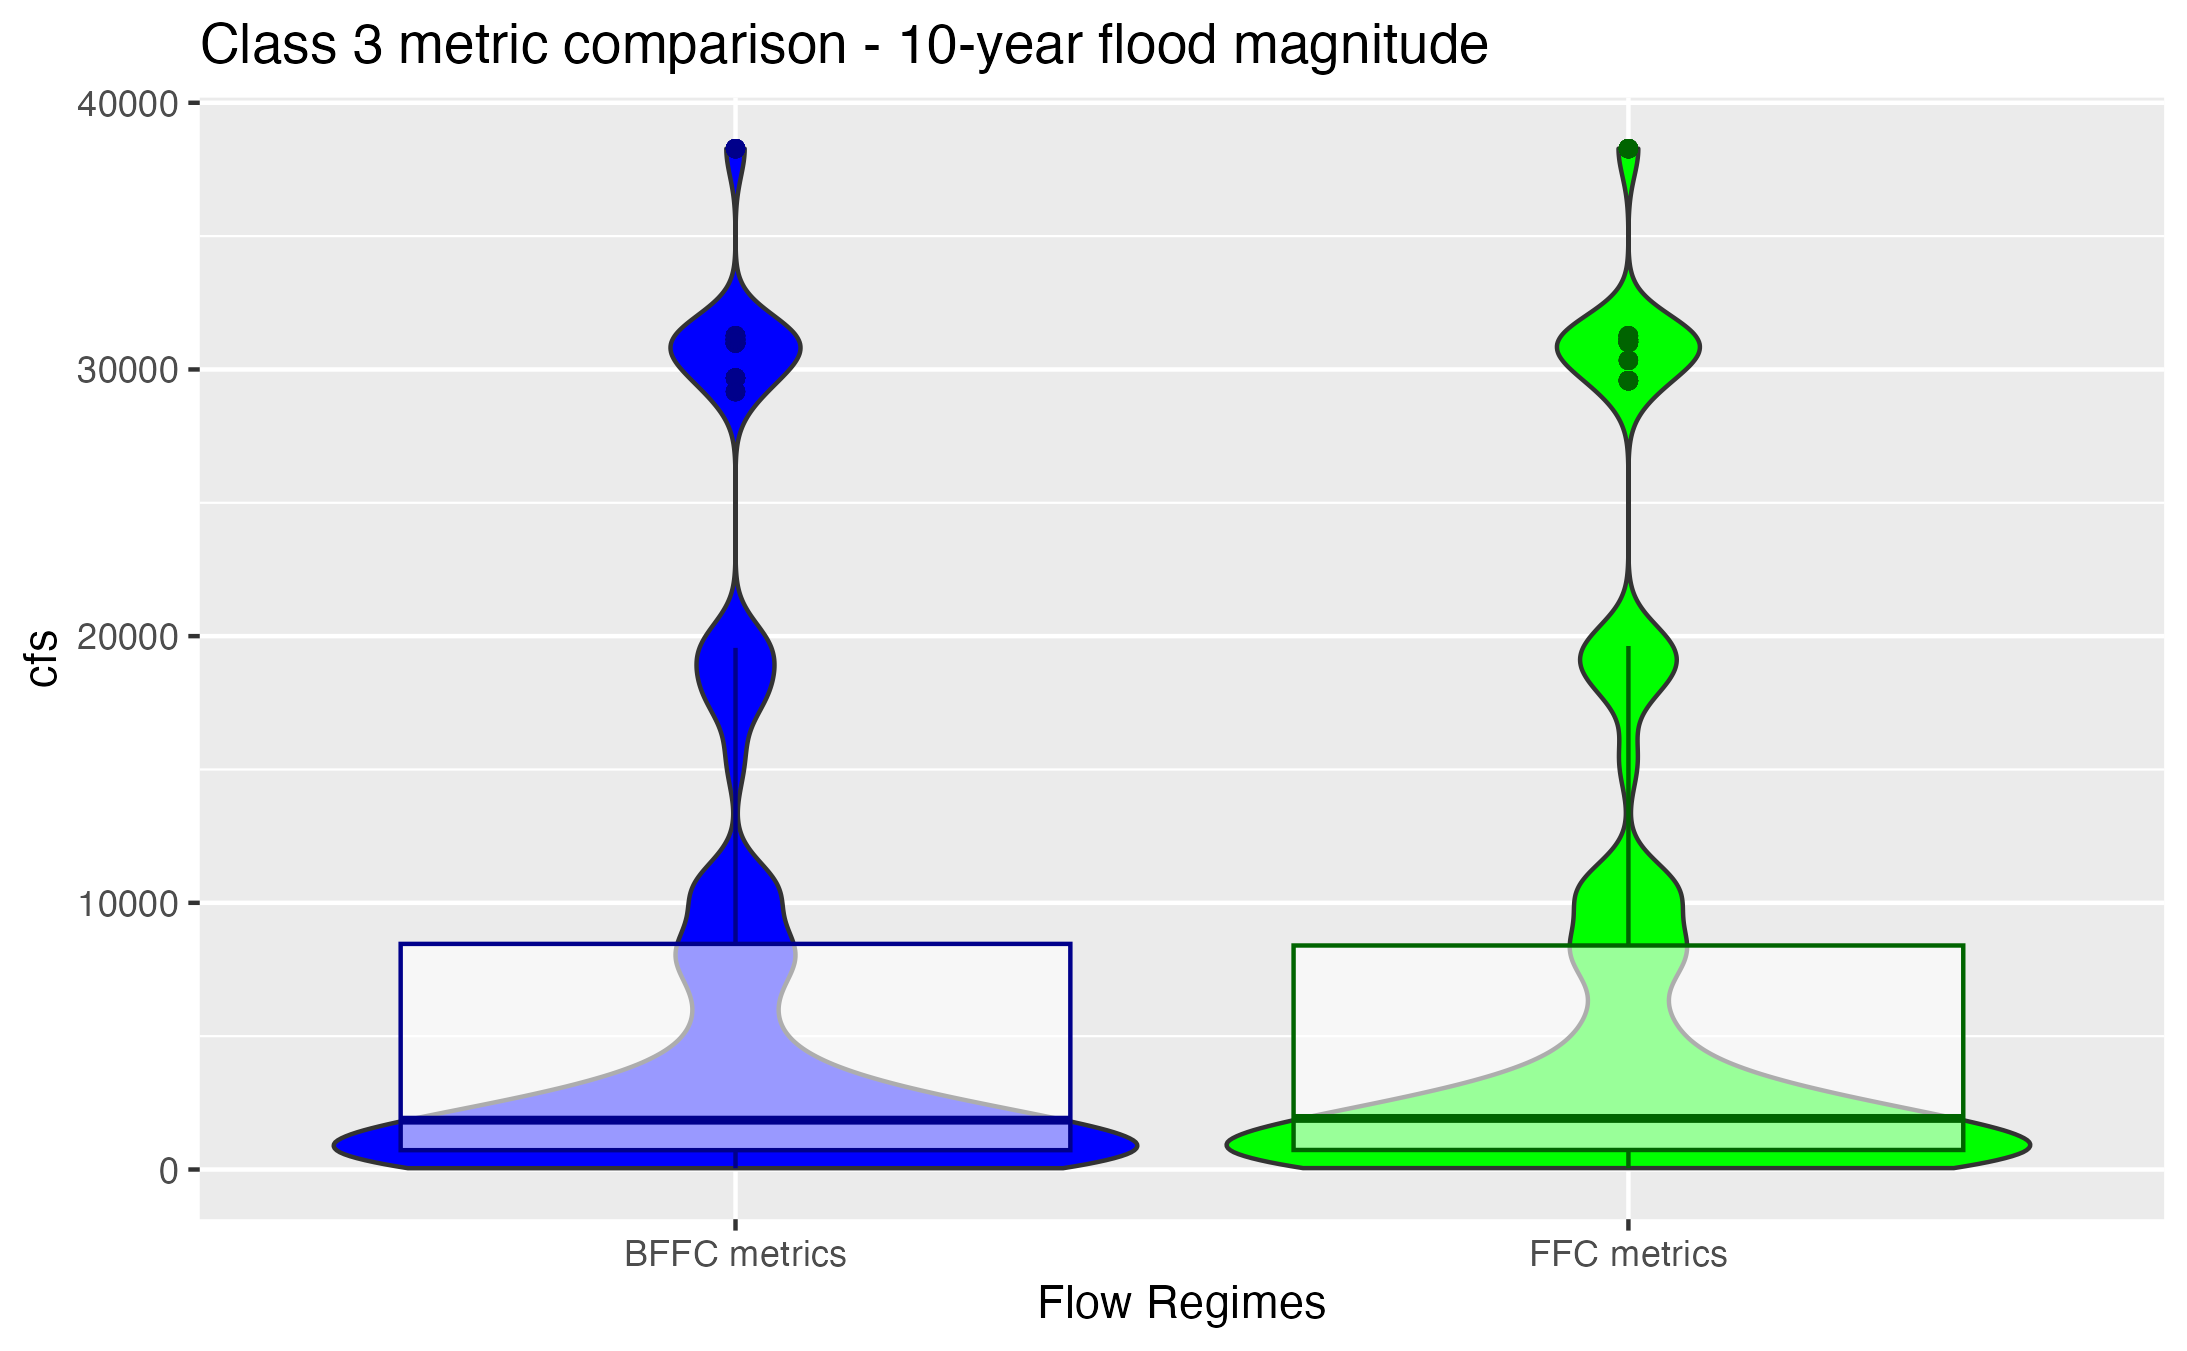 Class 3 metric comparison - 10-year flood magnitude
40000
30000
20000
10000
0
cfs
BFFC metrics
FFC metrics
Flow Regimes